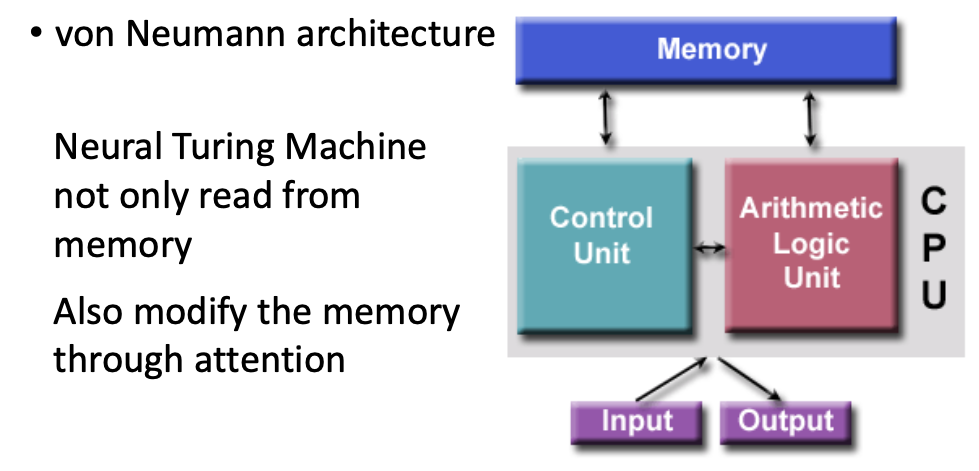 • von Neumann architecture
Neural Turing Machine
not only read from
memory
Also modify the memory
through attention
Memory
Control
Unit
Arithmetic
Logic
Unit
C
P
U
Input
Output